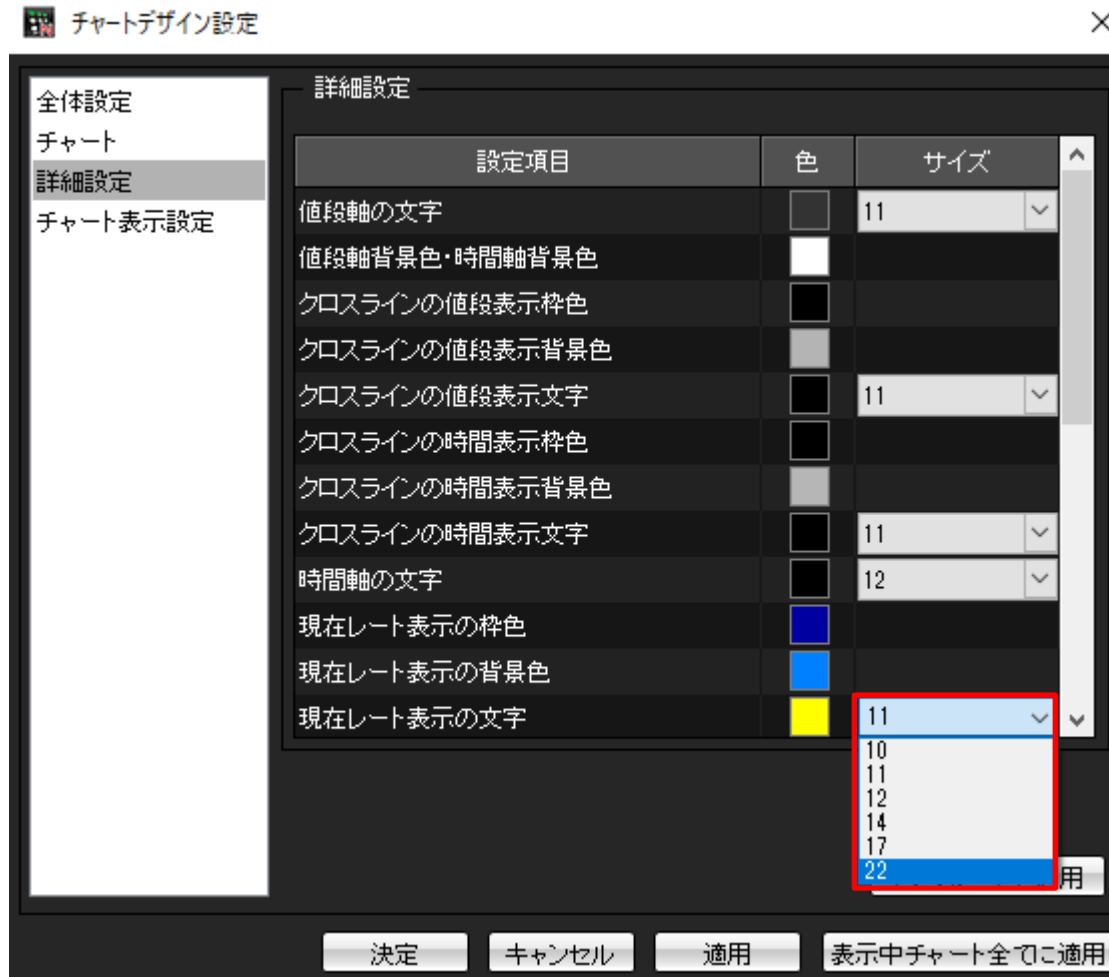 チャートデザイン設定
全体設定
チャート
詳細設定
チャート表示設定
詳細設定
設定項目 色 サイズ
値段軸の文字 11
値段軸背景色・時間軸背景色
クロスラインの値段表示枠色
クロスラインの値段表示背景色
クロスラインの値段表示文字 11
クロスラインの時間表示枠色
クロスラインの時間表示背景色
クロスラインの時間表示文字 11
時間軸の文字 12
現在レート表示の枠色
現在レート表示の背景色
現在レート表示の文字 11
10
11
12
14
17
22
用
決定 キャンセル 適用 表示中チャート全てに適用